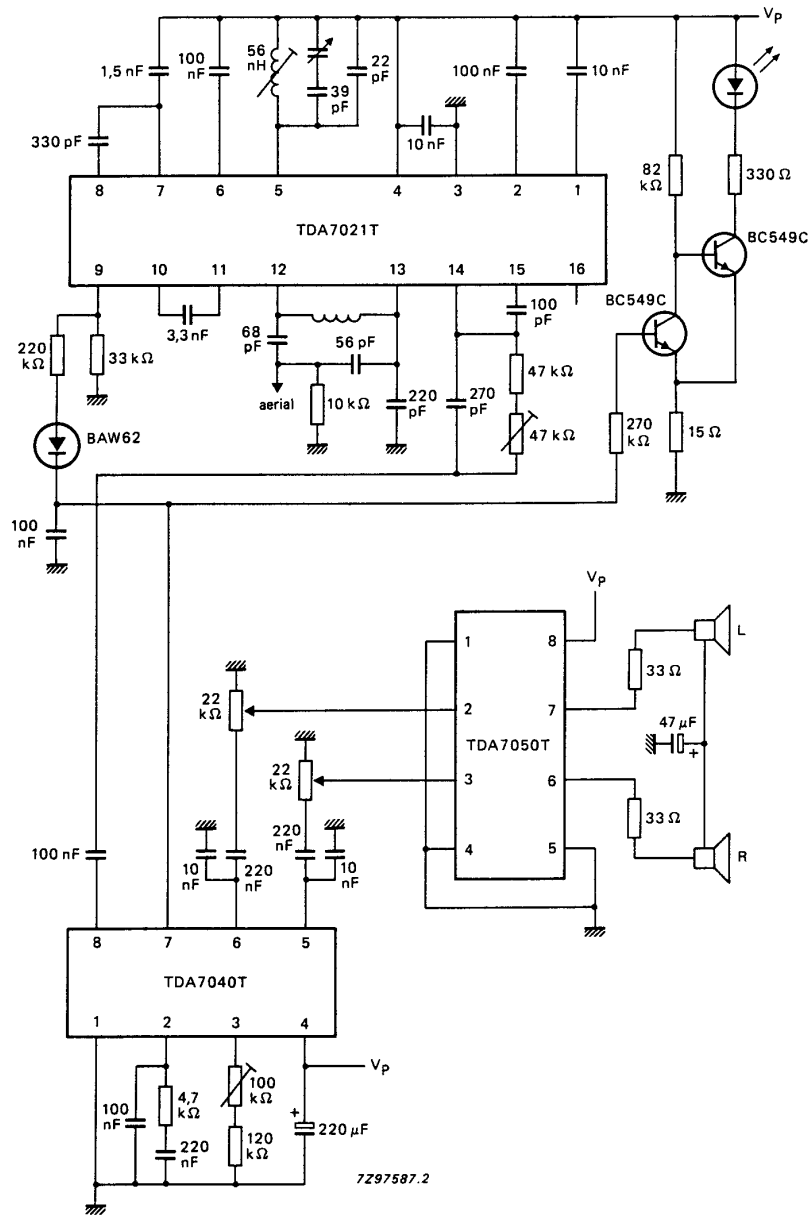 Vp
1,5 nF
100 nF
56 nH
39 pF
22 pF
100 nF
10 nF
330 pF
10 nF
82 kΩ
330 Ω
8 7 6 5 4 3 2 1
TDA7021T
BC549C
9 10 11 12 13 14 15 16
BC549C
220 kΩ
33 kΩ
3,3 nF
68 pF
56 pF
100 pF
aerial
10 kΩ
220 pF
270 pF
47 kΩ
47 kΩ
BAW62
270 kΩ
15 Ω
100 nF
Vp
1 8
L
33 Ω
22 kΩ
2 7
TDA7050T
47 µF
+
22 kΩ
3 6
33 Ω
100 nF
10 nF
220 nF
220 nF
10 nF
4 5
R
8 7 6 5
TDA7040T
1 2 3 4
Vp
100 nF
4,7 kΩ
220 nF
100 kΩ
120 kΩ
+
220 µF
7Z97587.2